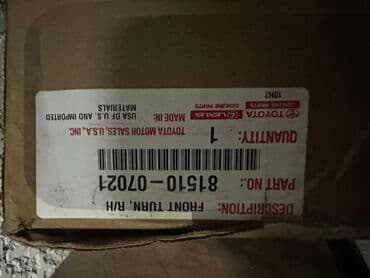 DESCRIPTION:
FRONT TURN, R/H
PART NO.: 81510-07021
QUANTITY: 1
TOYOTA MOTOR SALES, U.S.A., INC.
MADE IN: USA OF U.S. AND IMPORTED
MATERIALS
TOYOTA LEXUS
GENUINE PARTS GENUINE PARTS
10H2